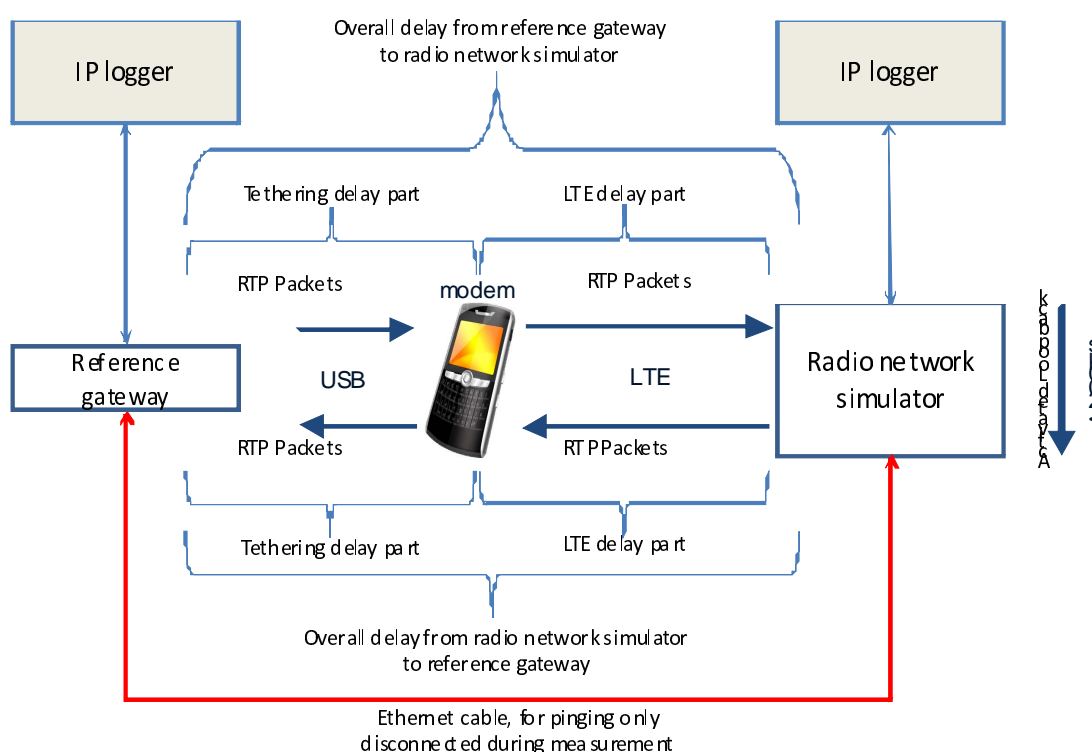 Overall delay from reference gateway
to radio network simulator
IP logger
IP logger
Tethering delay part
LTE delay part
RTP Packets
RTP Packets
modem
Reference
gateway
USB
LTE
Radio network
simulator
RTP Packets
RTP Packets
Tethering delay part
LTE delay part
Overall delay from radio network simulator
to reference gateway
Ethernet cable, for pinging only
disconnected during measurement